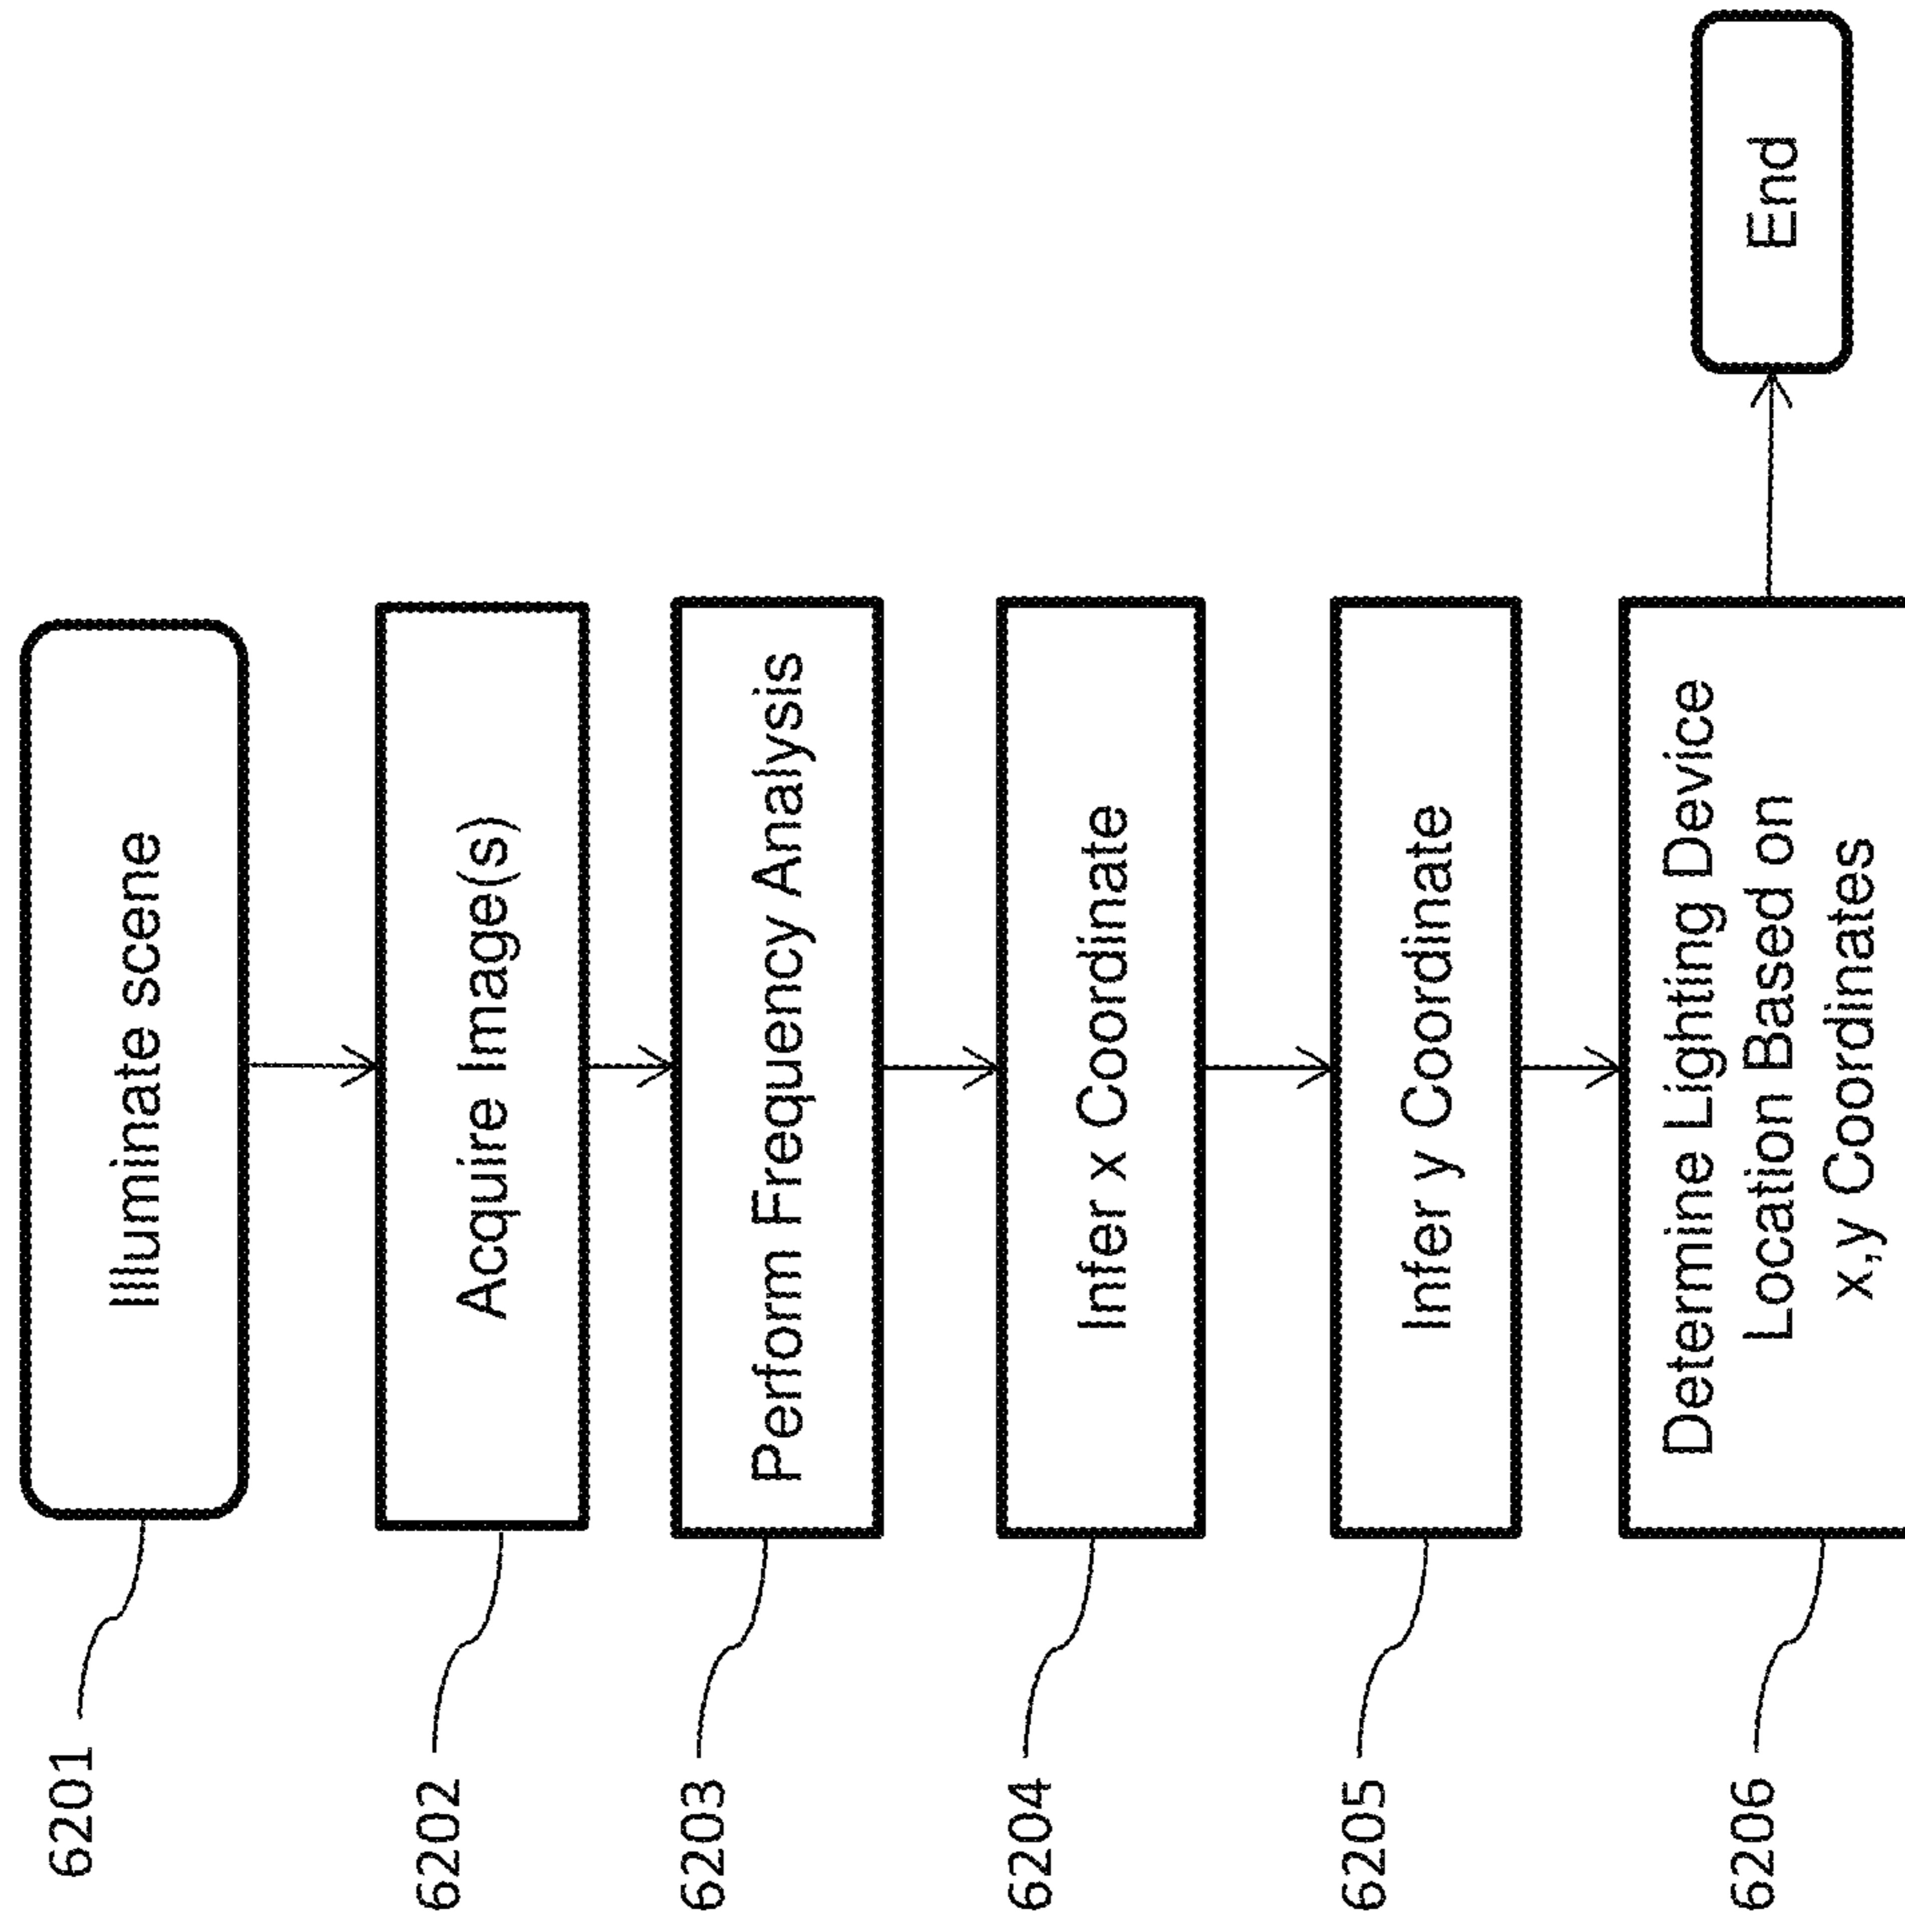 6201
Illuminate scene
6202
Acquire Image(s)
6203
Perform Frequency Analysis
6204
Infer x Coordinate
6205
Infer y Coordinate
6206
Determine Lighting Device
Location Based on
x,y Coordinates
End